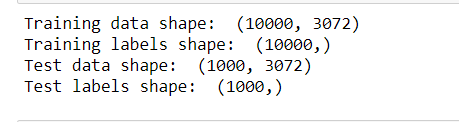 Training data shape:  (10000, 3072)
Training labels shape:  (10000,)
Test data shape:  (1000, 3072)
Test labels shape:  (1000,)